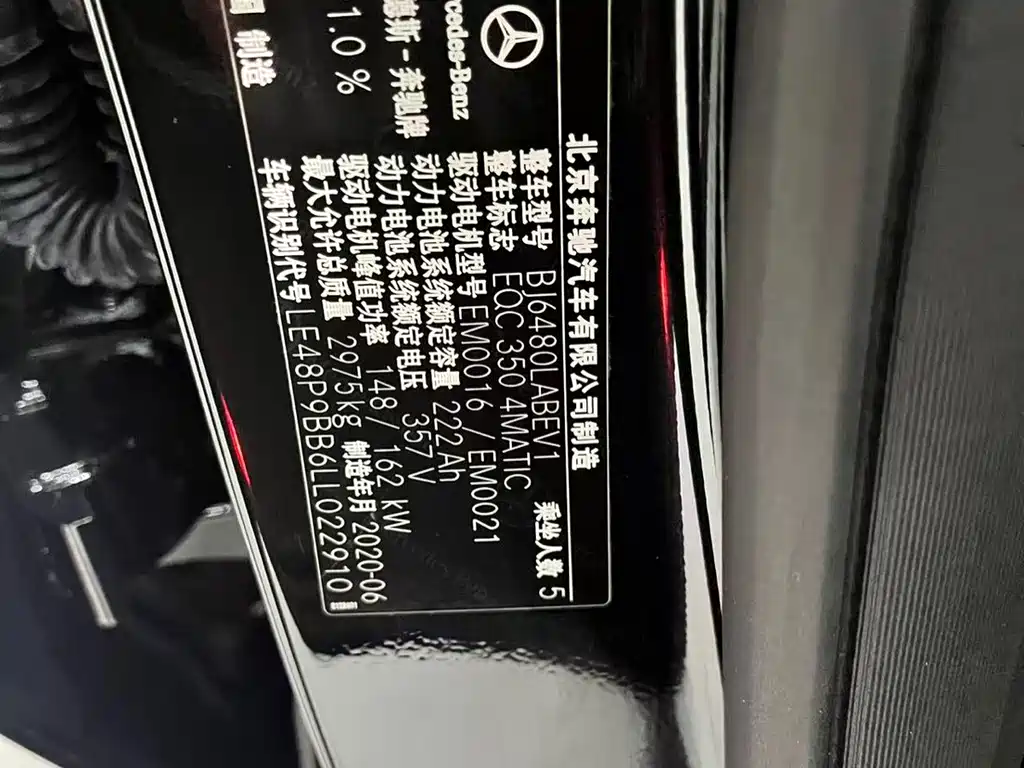 北京奔驰汽车有限公司制造
Mercedes-Benz
德斯-奔驰牌
1.0%
制造
整车型号 BJ6480LABEV1 乘坐人数 5
整车标志 EQC 350 4MATIC
驱动电机型号 EM0016 / EM0021
动力电池系统额定容量 222Ah
动力电池系统额定电压 357V
驱动电机峰值功率 148/ 162 kW
最大允许总质量 2975kg 制造年月 2020-06
车辆识别代号 LE48P9BB6LL022910